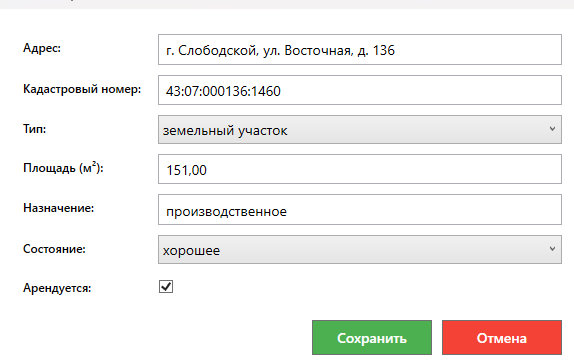 Адрес: г. Слободской, ул. Восточная, д. 136
Кадастровый номер: 43:07:000136:1460
Тип: земельный участок
Площадь (м²): 151,00
Назначение: производственное
Состояние: хорошее
Арендуется:
Сохранить Отмена